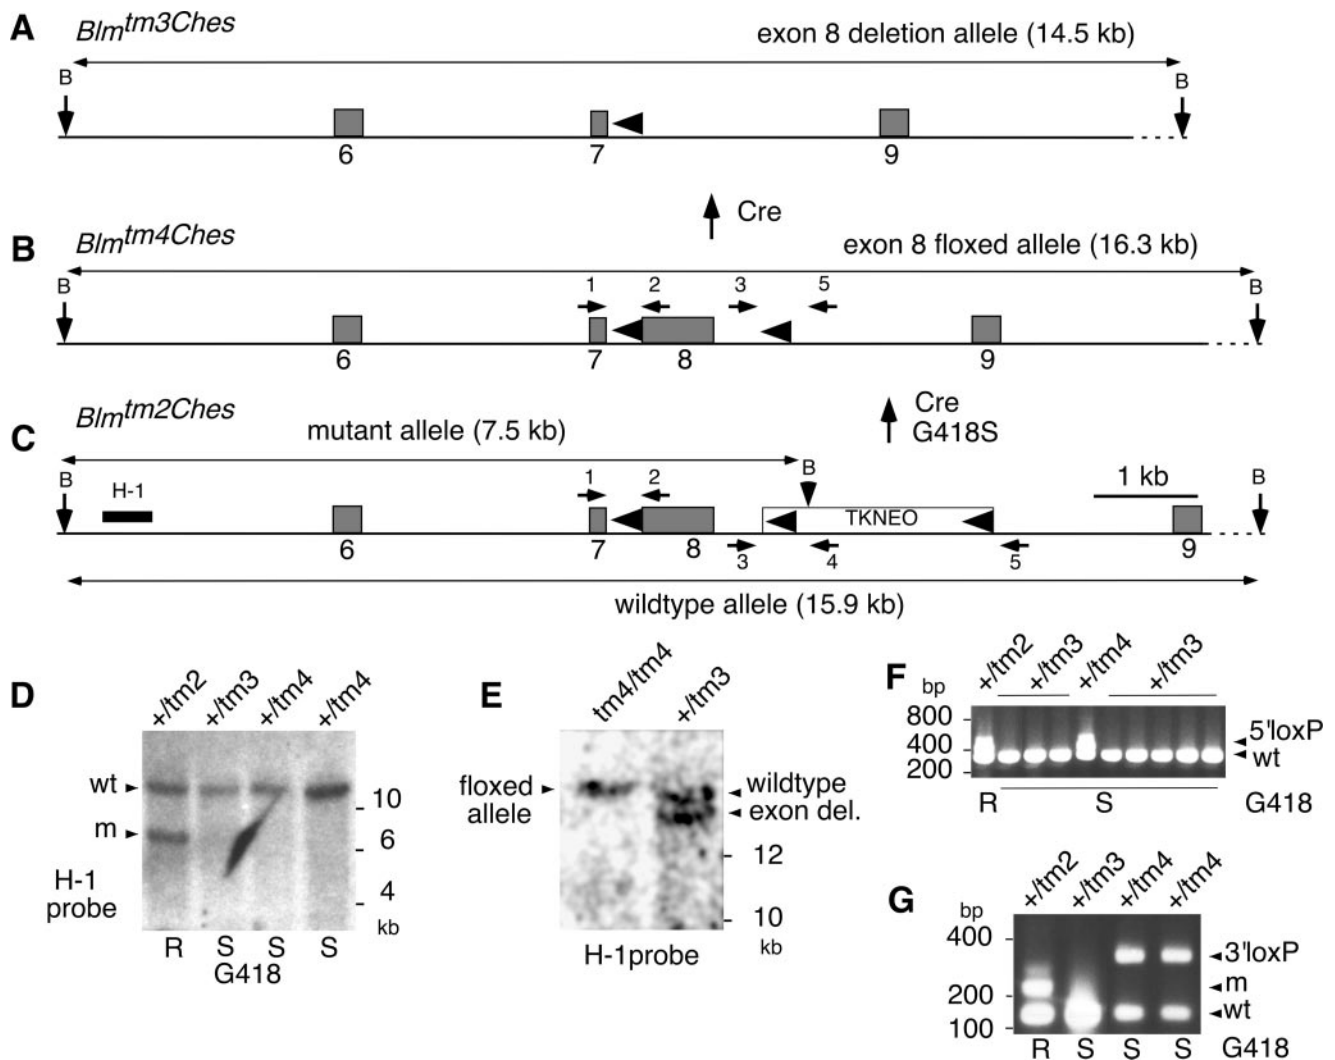 A
Blmtm3Ches
exon 8 deletion allele (14.5 kb)
B
B
6
7
9
Cre
B
Blmtm4Ches
exon 8 floxed allele (16.3 kb)
B
1
2
3
5
B
6
7
8
9
Cre
G418S
C
Blmtm2Ches
mutant allele (7.5 kb)
B
H-1
1
2
B
1 kb
B
TKNEO
6
7
8
3
4
5
9
wildtype allele (15.9 kb)
D
+/tm2
+/tm3
+/tm4
+/tm4
wt
m
10
6
4
kb
H-1
probe
R
S
S
S
G418
E
tm4/tm4
+/tm3
floxed
allele
wildtype
exon del.
12
10
kb
H-1probe
F
bp
+/tm2
+/tm3
+/tm4
+/tm3
800
400
200
5'loxP
wt
R
S
G418
G
bp
+/tm2
+/tm3
+/tm4
+/tm4
400
200
100
3'loxP
m
wt
R
S
S
S
G418